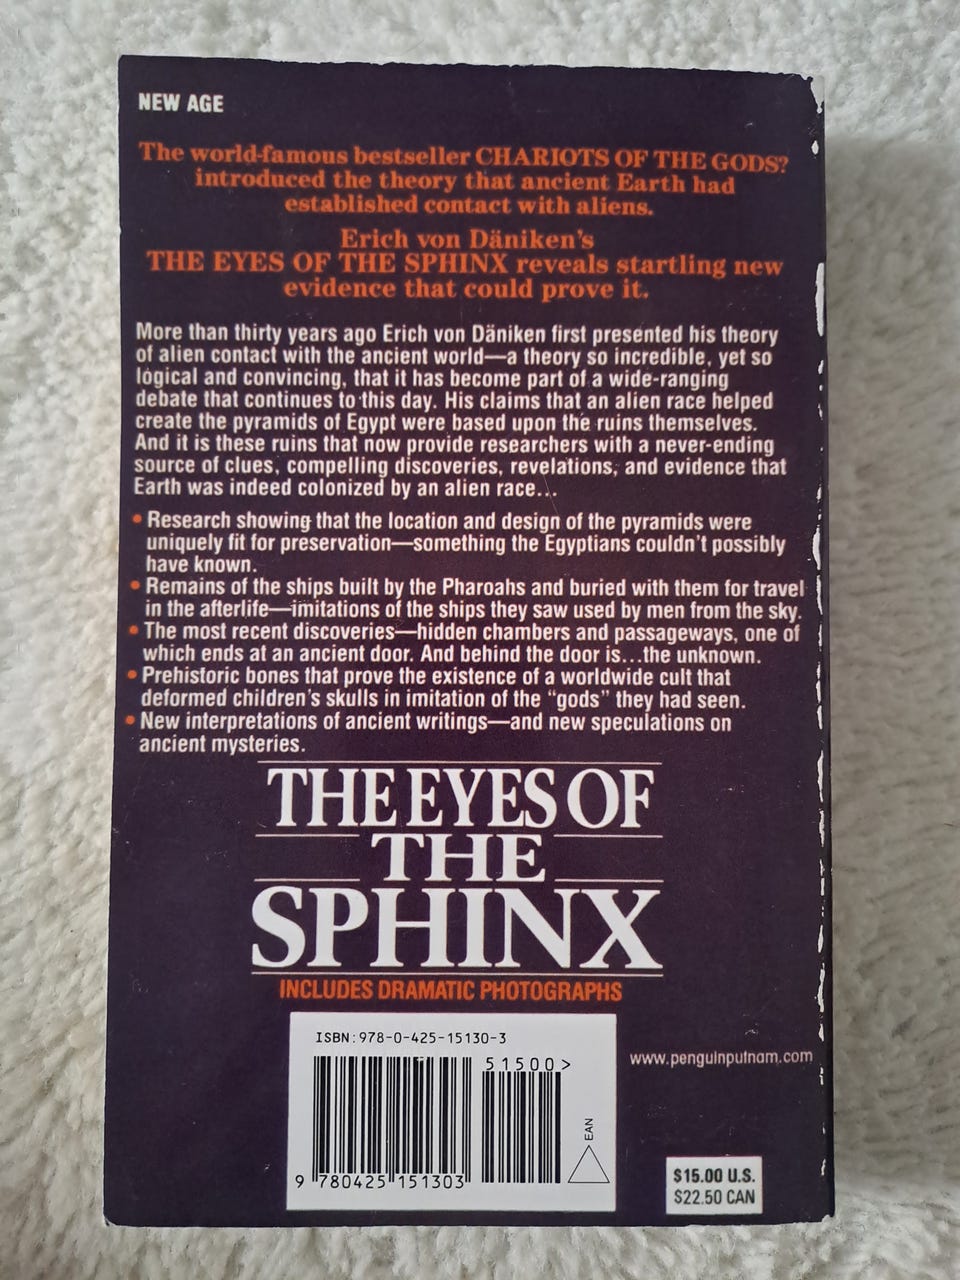 NEW AGE
The world-famous bestseller CHARIOTS OF THE GODS?
introduced the theory that ancient Earth had
established contact with aliens.
Erich von Däniken's
THE EYES OF THE SPHINX reveals startling new
evidence that could prove it.
More than thirty years ago Erich von Däniken first presented his theory
of alien contact with the ancient world—a theory so incredible, yet so
logical and convincing, that it has become part of a wide-ranging
debate that continues to this day. His claims that an alien race helped
create the pyramids of Egypt were based upon the ruins themselves.
And it is these ruins that now provide researchers with a never-ending
source of clues, compelling discoveries, revelations, and evidence that
Earth was indeed colonized by an alien race...
• Research showing that the location and design of the pyramids were
uniquely fit for preservation—something the Egyptians couldn't possibly
have known.
• Remains of the ships built by the Pharoahs and buried with them for travel
in the afterlife—imitations of the ships they saw used by men from the sky.
• The most recent discoveries—hidden chambers and passageways, one of
which ends at an ancient door. And behind the door is...the unknown.
• Prehistoric bones that prove the existence of a worldwide cult that
deformed children's skulls in imitation of the "gods" they had seen.
• New interpretations of ancient writings—and new speculations on
ancient mysteries.
THE EYES OF
THE
SPHINX
INCLUDES DRAMATIC PHOTOGRAPHS
ISBN: 978-0-425-15130-3
51500>
EAN
9 780425 151303
www.penguinputnam.com
$15.00 U.S.
$22.50 CAN